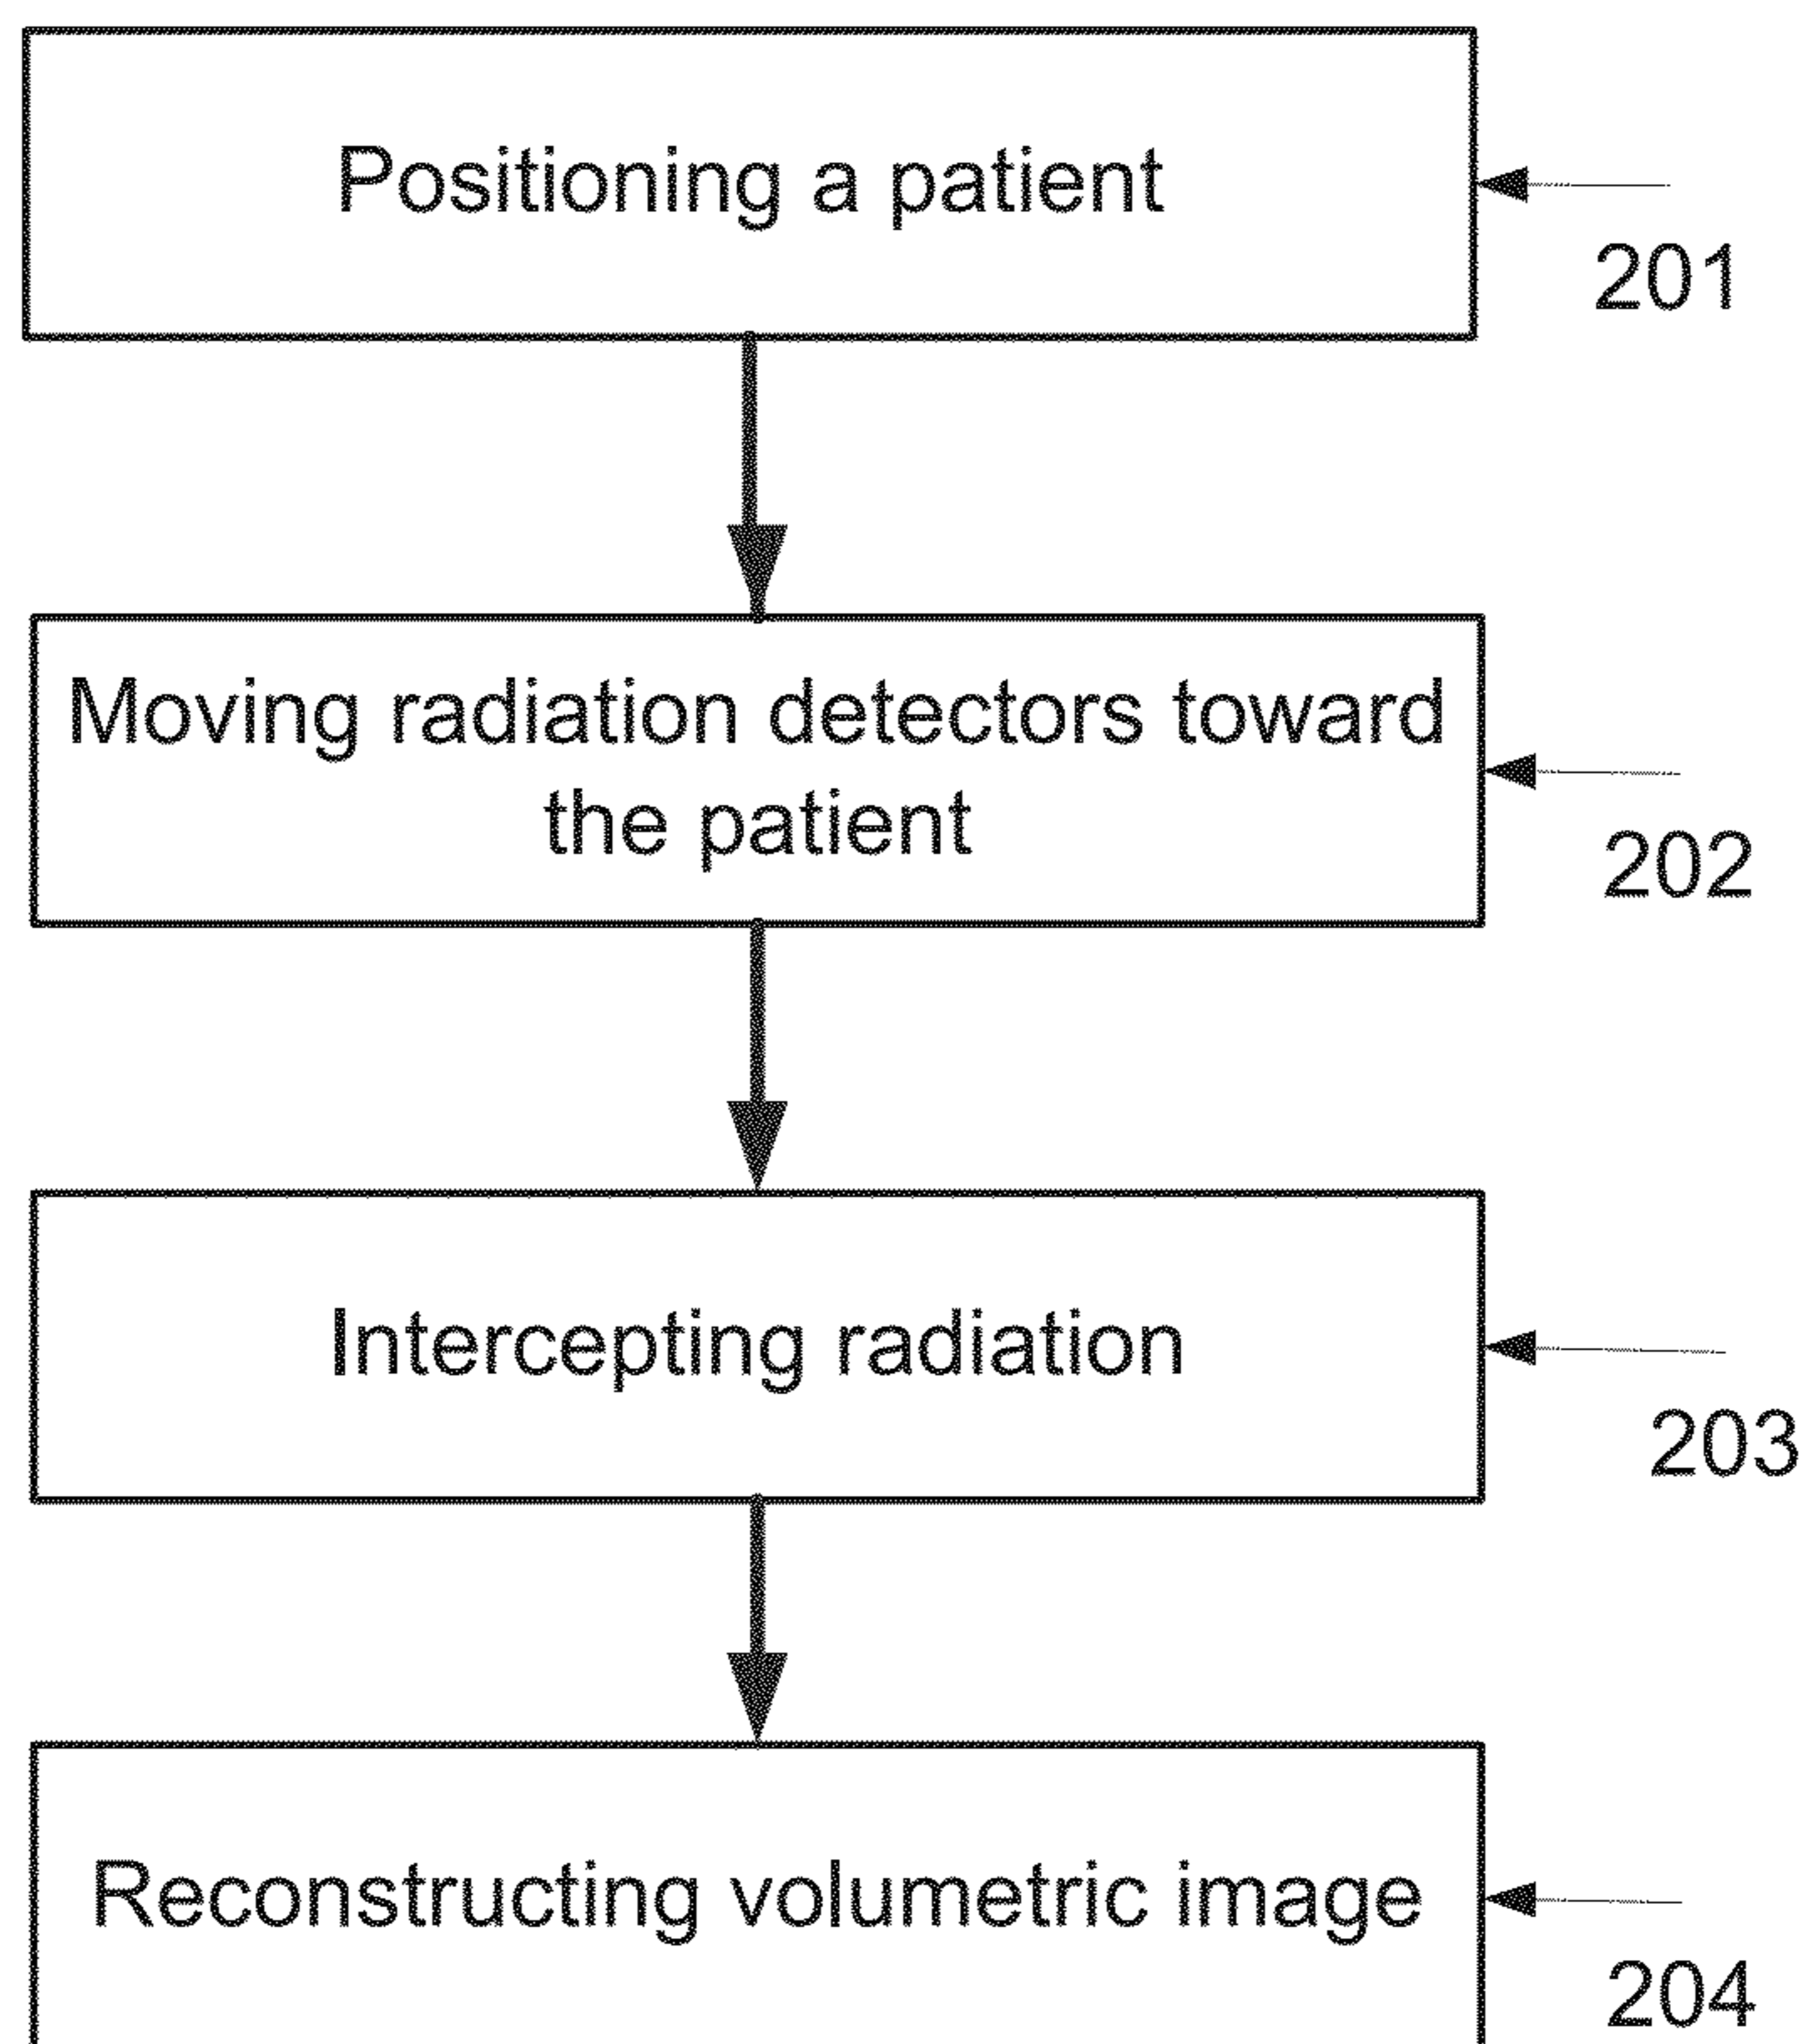 Positioning a patient
201
Moving radiation detectors toward
the patient
202
Intercepting radiation
203
Reconstructing volumetric image
204